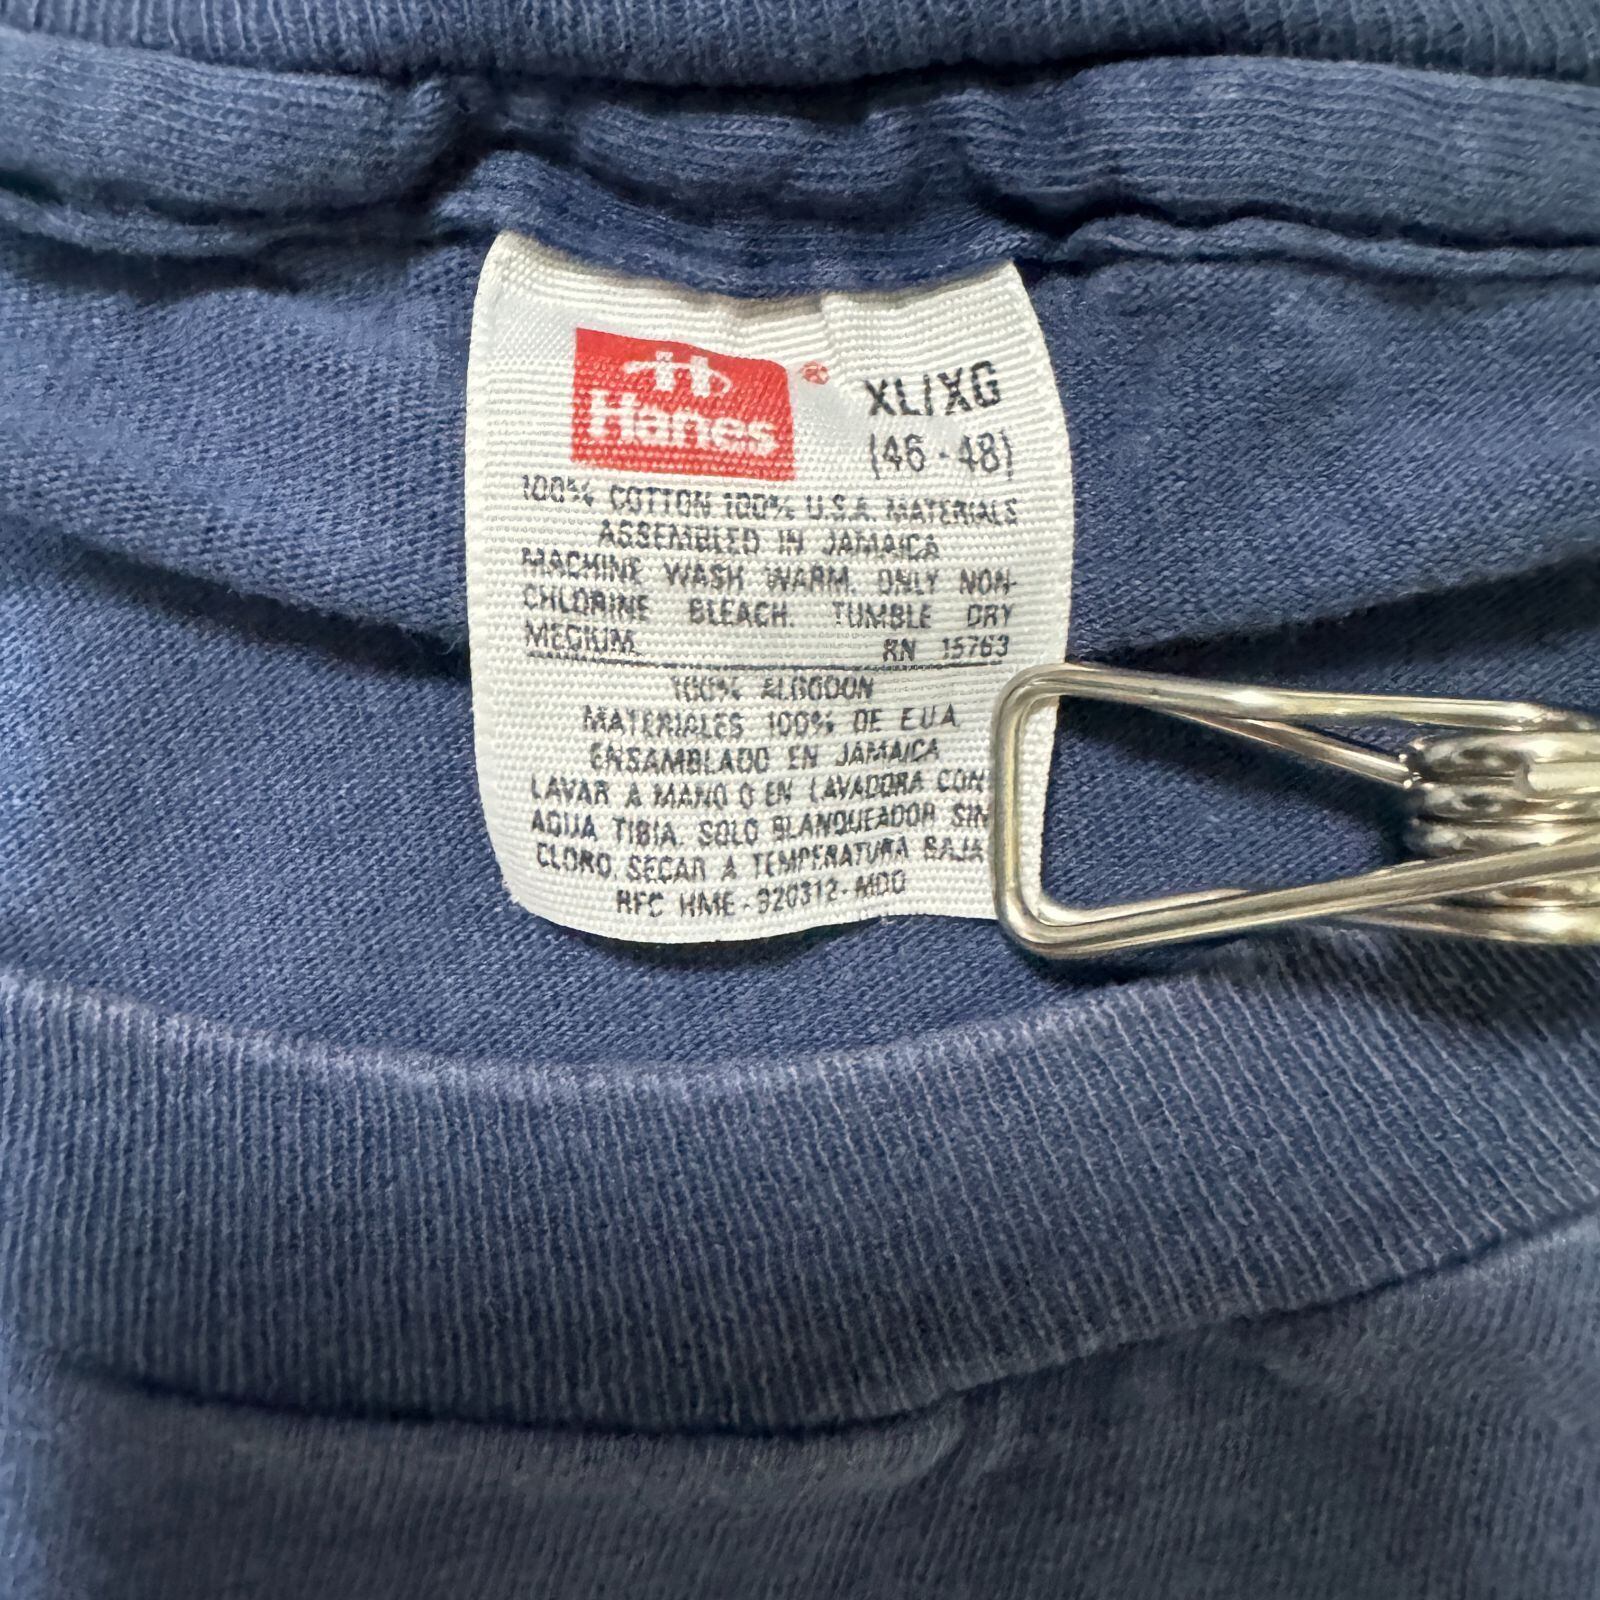 Hanes ®
XL/XG
(46 - 48)
100% COTTON 100% U.S.A. MATERIALS
ASSEMBLED IN JAMAICA
MACHINE WASH WARM. ONLY NON-
CHLORINE BLEACH. TUMBLE DRY
MEDIUM. RN 15763
100% ALGODON
MATERIALES 100% DE E.U.A.
ENSAMBLADO EN JAMAICA
LAVAR A MANO O EN LAVADORA CON
AGUA TIBIA. SOLO BLANQUEADOR SIN
CLORO. SECAR A TEMPERATURA BAJA
RFC HME-920312-MD0